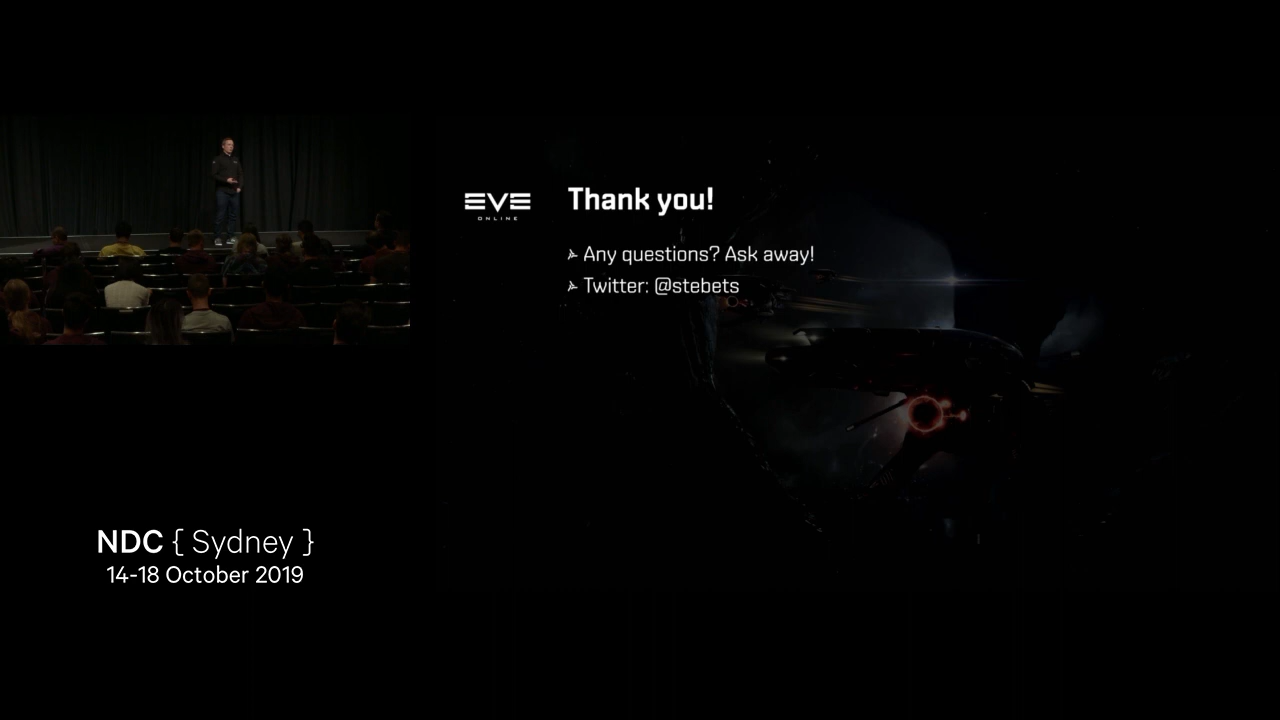 EVE
ONLINE
Thank you!
Any questions? Ask away!
Twitter: @stebets
NDC { Sydney }
14-18 October 2019